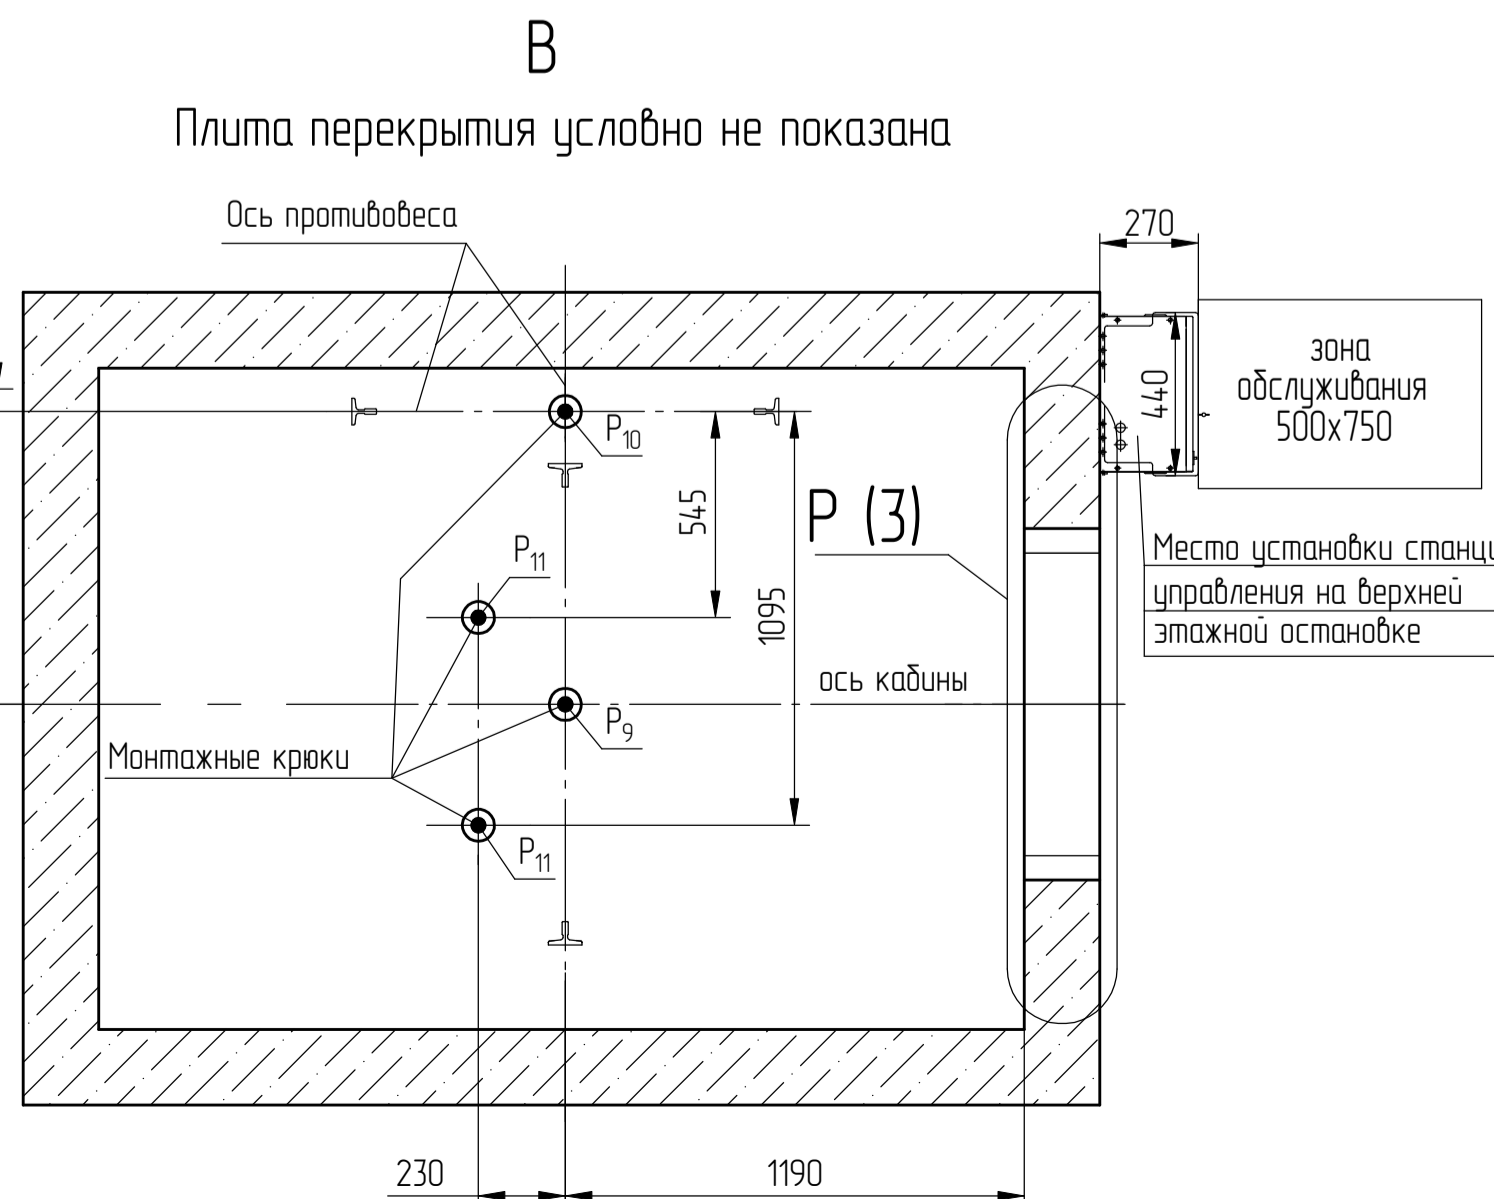 В
Плита перекрытия условно не показана
Ось противовеса
270
зона
обслуживания
500х750
440
P10
545
P (3)
P11
1095
Место установки станци
управления на верхней
этажной остановке
ось кабины
P9
Монтажные крюки
P11
230
1190